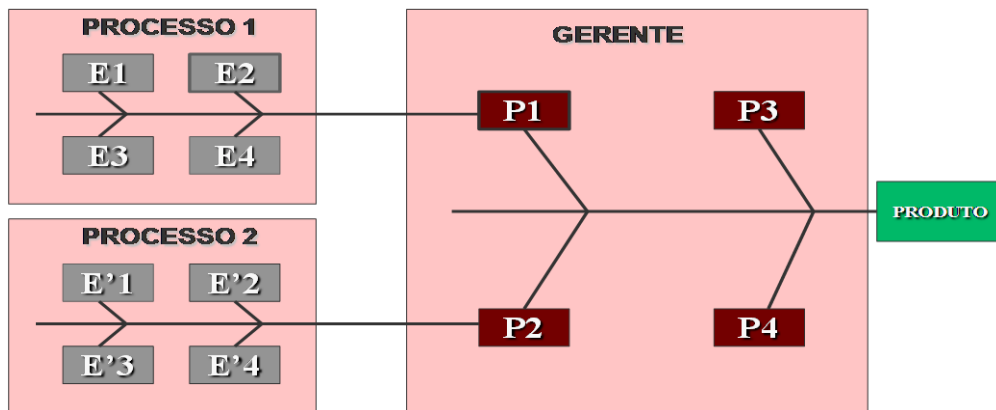 PROCESSO 1
E1 E2
E3 E4
PROCESSO 2
E'1 E'2
E'3 E'4
GERENTE
P1 P3
P2 P4
PRODUTO